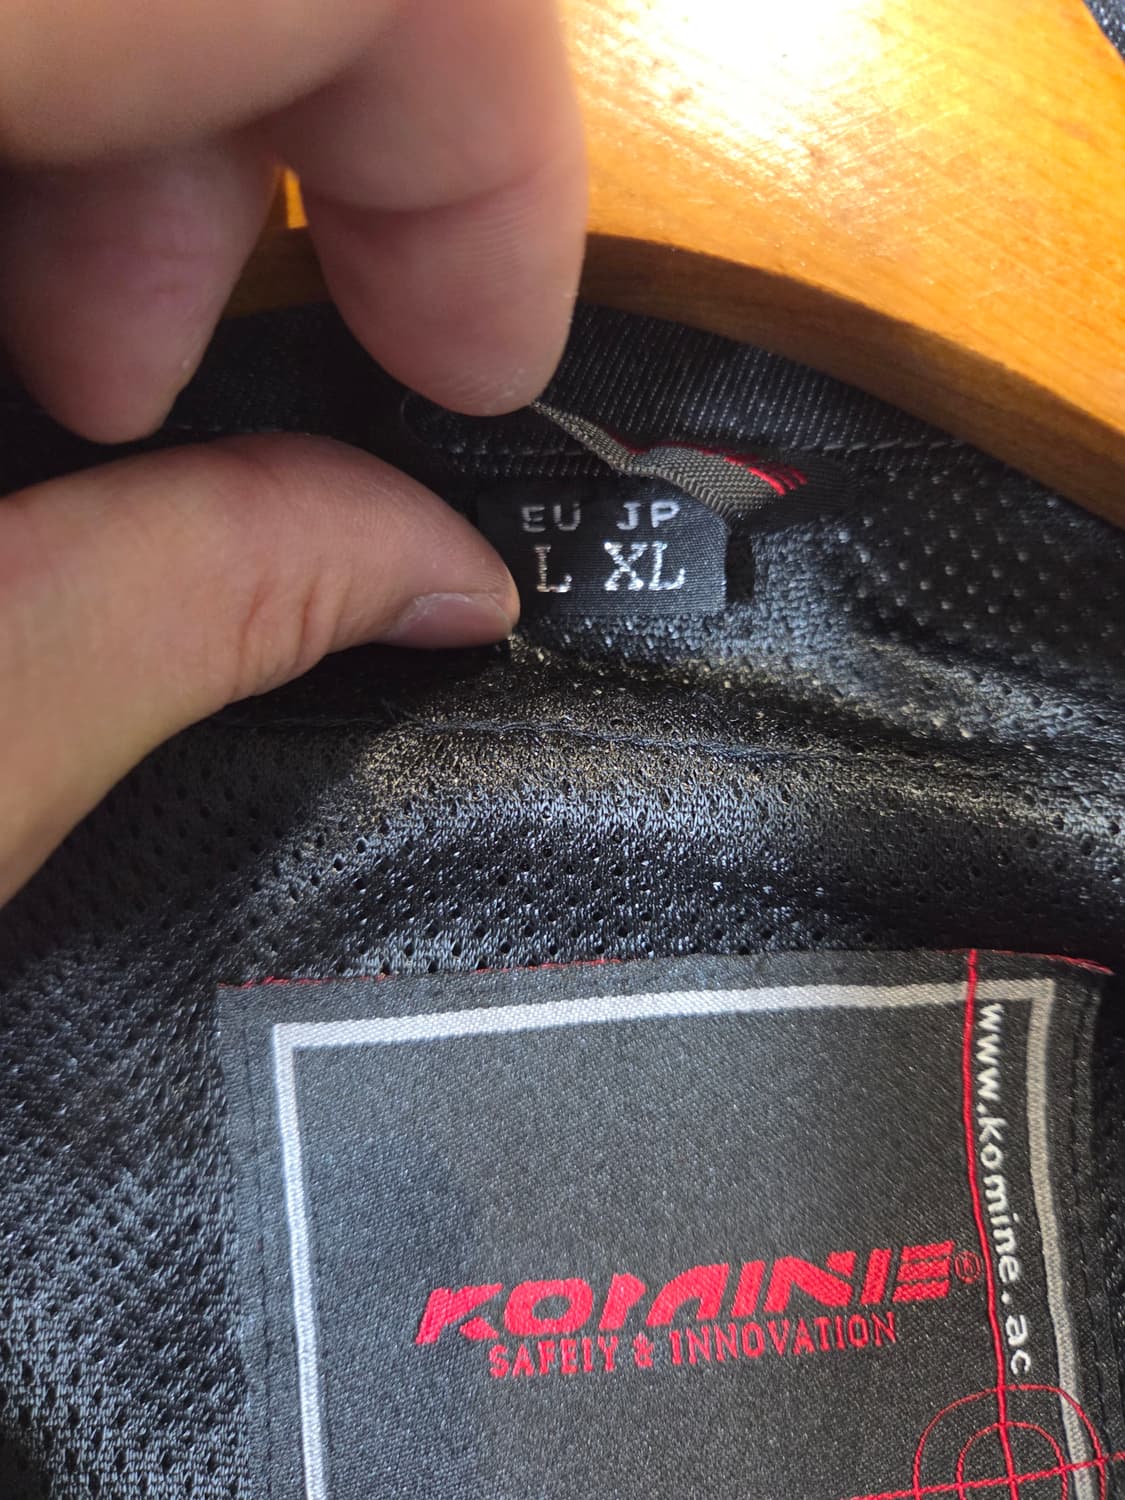 EU JP
L XL
www.komine.ac
KOMINE®
SAFETY & INNOVATION